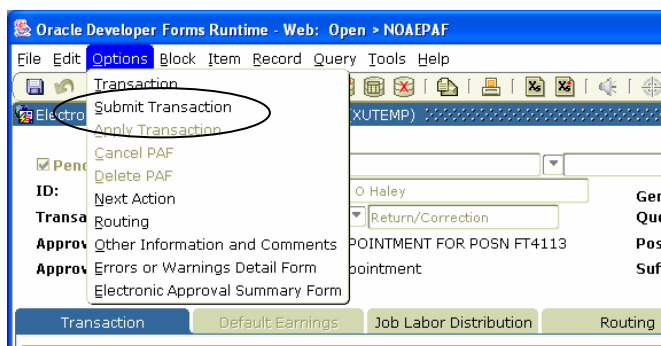 Oracle Developer Forms Runtime - Web: Open > NOAEPAF
File Edit Options Block Item Record Query Tools Help
Transaction
Submit Transaction
Electro (XUTEMP)
Apply Transaction
Cancel PAF
Pend
Delete PAF
ID: O Haley Ger
Next Action
Transa Return/Correction Que
Routing
Approv Other Information and Comments POINTMENT FOR POSN FT4113 Pos
Approv Errors or Warnings Detail Form pointment Suf
Electronic Approval Summary Form
Transaction Default Earnings Job Labor Distribution Routing